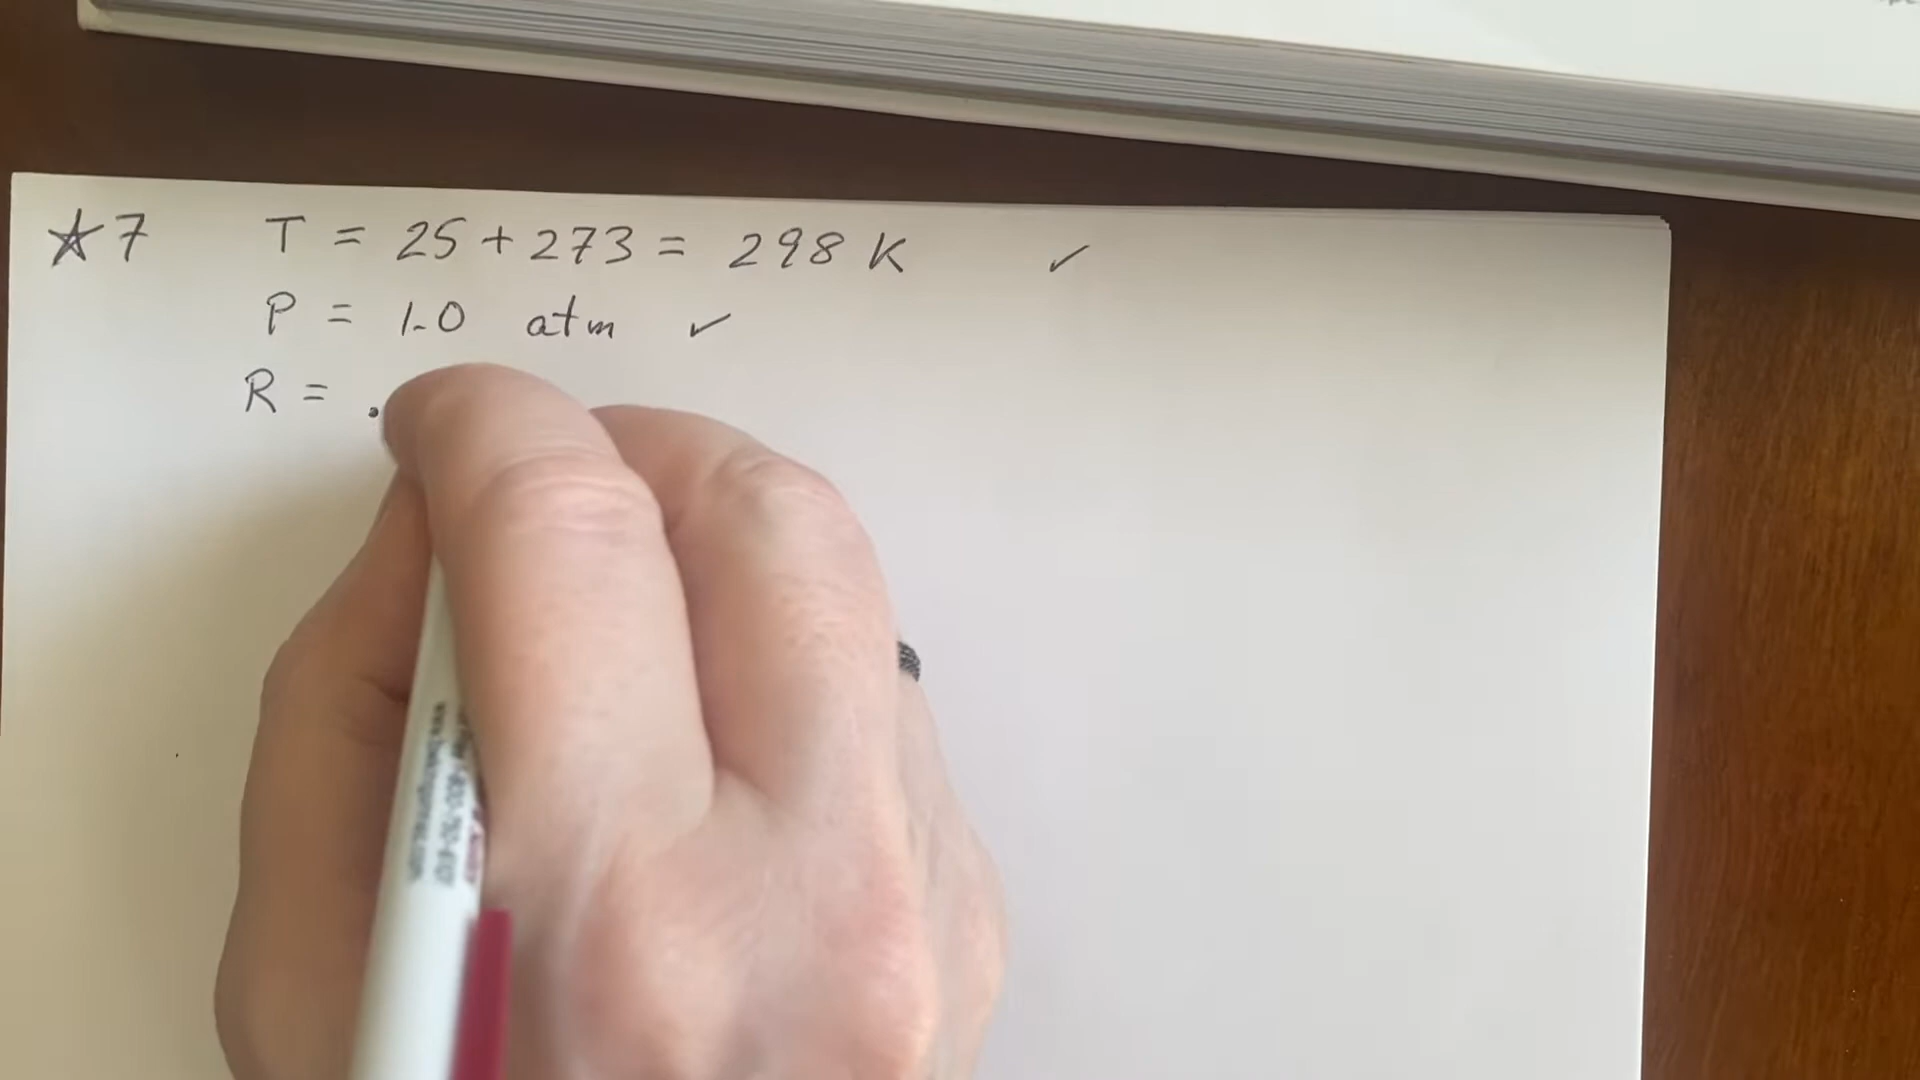 ☆7 T = 25 + 273 = 298 K ✓
P = 1.0 atm ✓
R = .